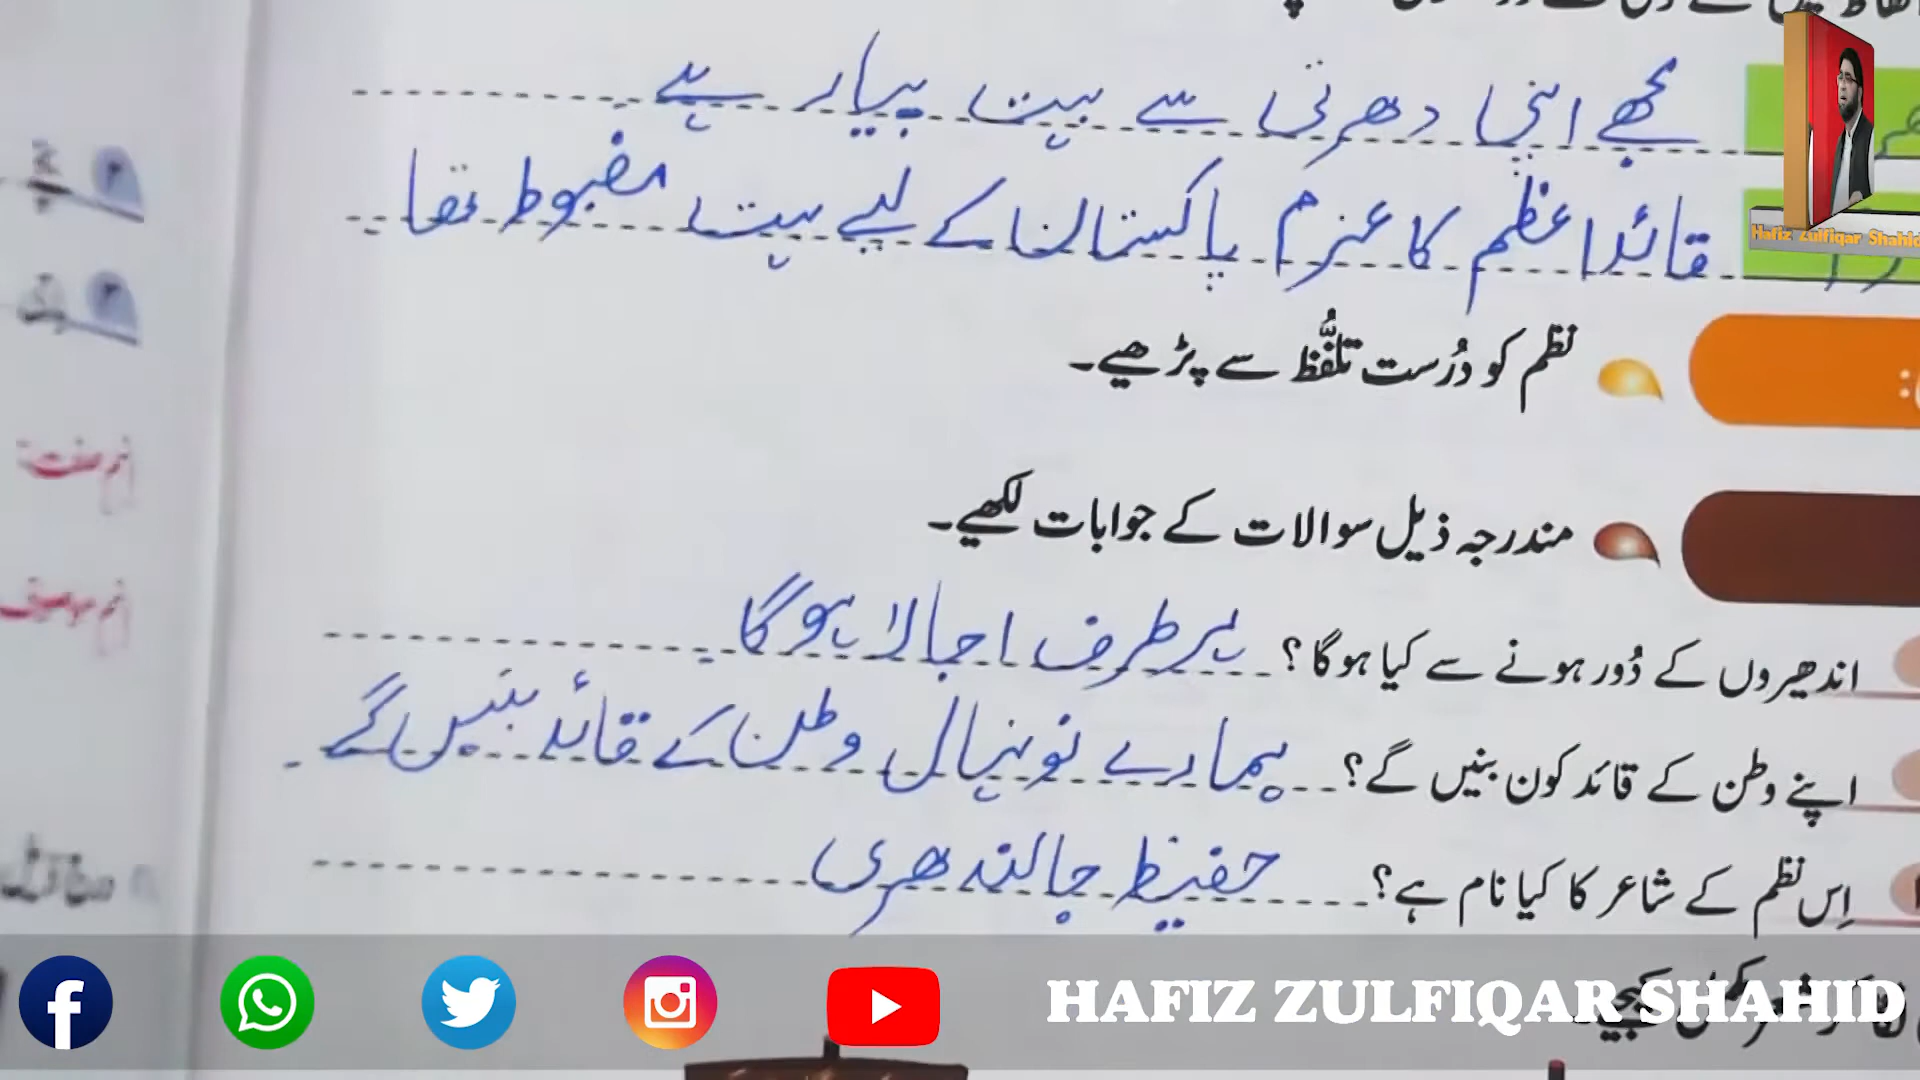 مجھے اپنی دھرتی سے بہت پیار ہے
قائداعظم کا عزم پاکستان کے لیے بہت مضبوط تھا
Hafiz Zulfiqar Shahid
نظم کو دُرست تلفُّظ سے پڑھیے۔
مندرجہ ذیل سوالات کے جوابات لکھیے۔
اندھیروں کے دُور ہونے سے کیا ہوگا؟ ہر طرف اجالا ہو گا
اپنے وطن کے قائد کون بنیں گے؟ ہمارے نونہال وطن کے قائد بنیں گے۔
اِس نظم کے شاعر کا کیا نام ہے؟ حفیظ جالندھری
HAFIZ ZULFIQAR SHAHID